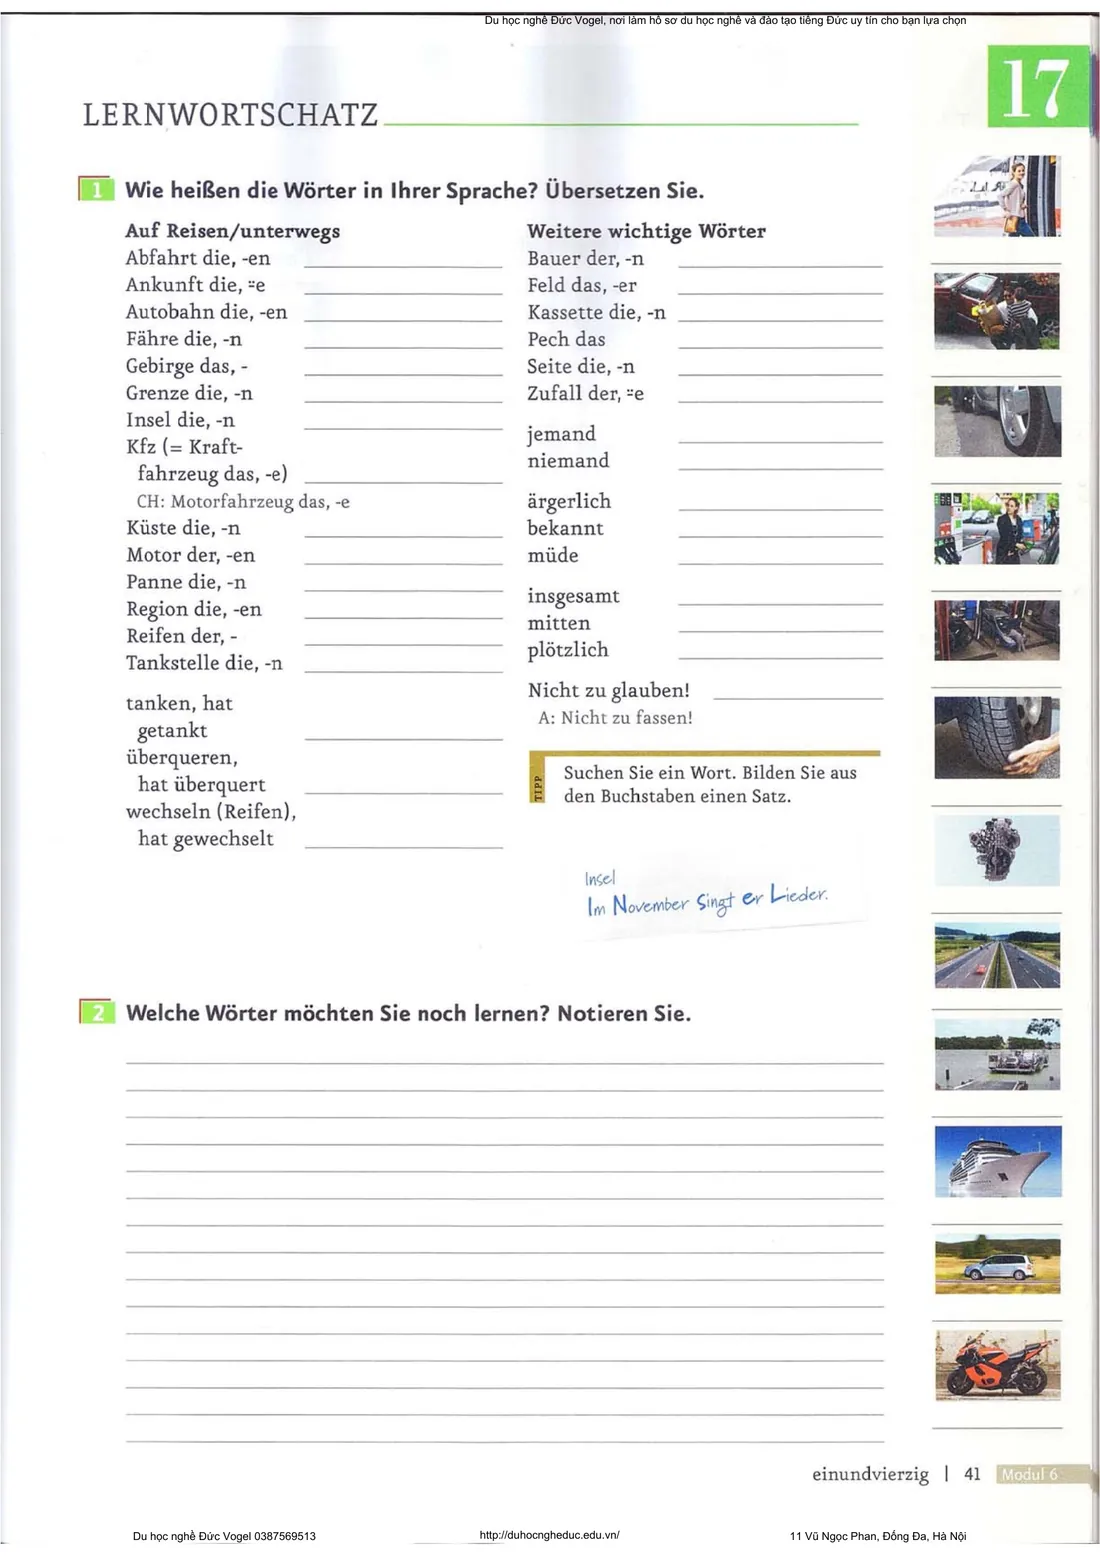 Du học nghề Đức Vogel, nơi làm hồ sơ du học nghề và đào tạo tiếng Đức uy tín cho bạn lựa chọn
17
LERNWORTSCHATZ
1 Wie heißen die Wörter in Ihrer Sprache? Übersetzen Sie.
Auf Reisen/unterwegs
Abfahrt die, -en
Ankunft die, ¨-e
Autobahn die, -en
Fähre die, -n
Gebirge das, -
Grenze die, -n
Insel die, -n
Kfz (= Kraft-
fahrzeug das, -e)
CH: Motorfahrzeug das, -e
Küste die, -n
Motor der, -en
Panne die, -n
Region die, -en
Reifen der, -
Tankstelle die, -n
tanken, hat
getankt
überqueren,
hat überquert
wechseln (Reifen),
hat gewechselt
Weitere wichtige Wörter
Bauer der, -n
Feld das, -er
Kassette die, -n
Pech das
Seite die, -n
Zufall der, ¨-e
jemand
niemand
ärgerlich
bekannt
müde
insgesamt
mitten
plötzlich
Nicht zu glauben!
A: Nicht zu fassen!
TIPP
Suchen Sie ein Wort. Bilden Sie aus
den Buchstaben einen Satz.
Insel
Im November singt er Lieder.
2 Welche Wörter möchten Sie noch lernen? Notieren Sie.
einundvierzig | 41 Modul 6
Du học nghề Đức Vogel 0387569513 http://duhocngheduc.edu.vn/ 11 Vũ Ngọc Phan, Đống Đa, Hà Nội